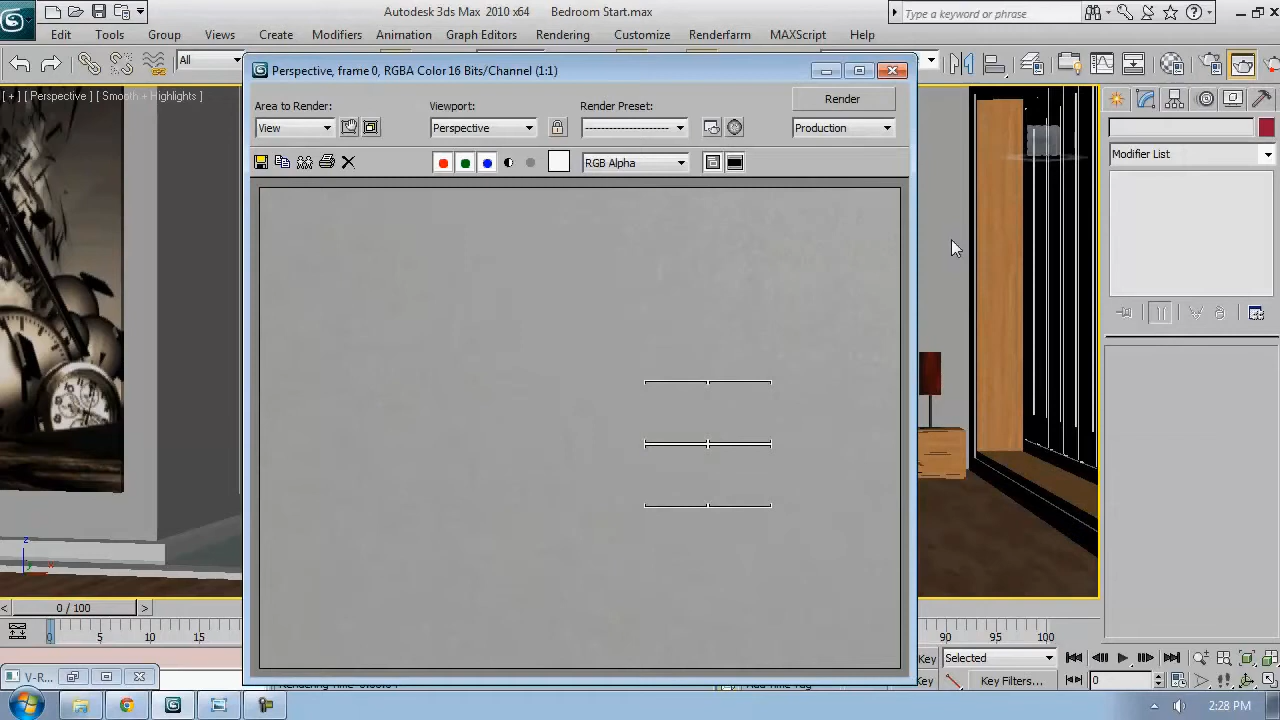 Autodesk 3ds Max 2010 x64 Bedroom Start.max
Type a keyword or phrase
Edit Tools Group Views Create Modifiers Animation Graph Editors Rendering Customize Renderfarm MAXScript Help
All
[ + ] [ Perspective ] [ Smooth + Highlights ]
RGBA Color 16 Bits/Channel (1:1)
Area to Render: Viewport: Render Preset: Render
View Perspective Production
RGB Alpha
Modifier List
0 / 100
0 5 10 15 90 95 100
Key Selected
V-R...
Key Key Filters... 0
2:28 PM